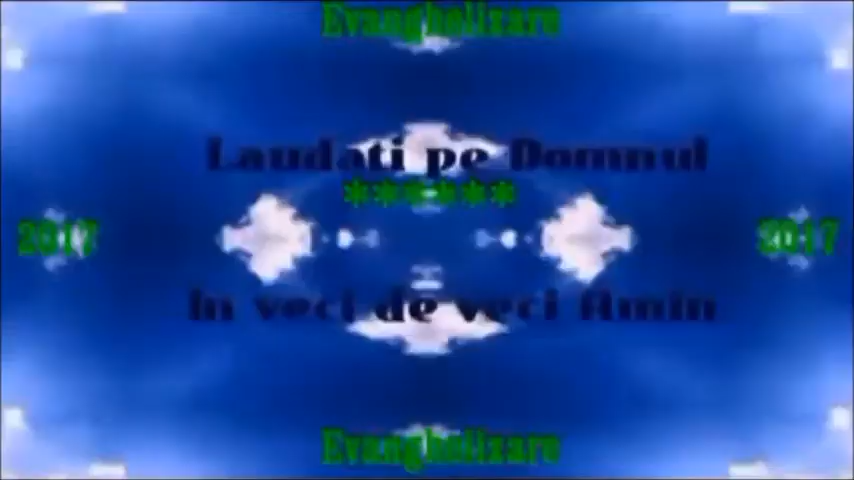 Evanghelizare
Laudati pe Domnul
******
2017 2017
in veci de veci Amin
Evanghelizare